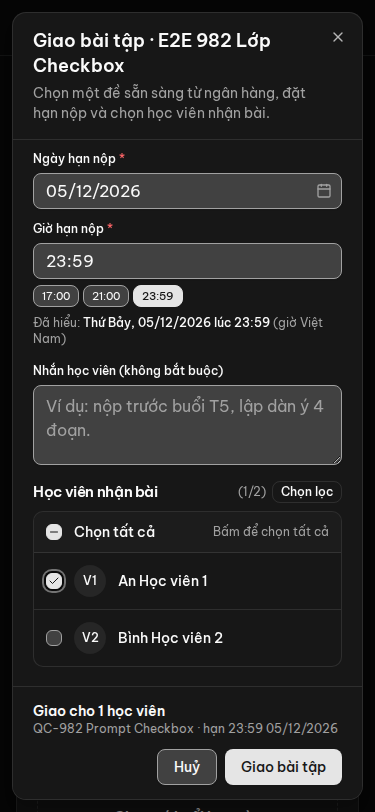 Giao bài tập · E2E 982 Lớp
Checkbox
Chọn một đề sẵn sàng từ ngân hàng, đặt
hạn nộp và chọn học viên nhận bài.
Ngày hạn nộp *
05/12/2026
Giờ hạn nộp *
23:59
17:00 21:00 23:59
Đã hiểu: Thứ Bảy, 05/12/2026 lúc 23:59 (giờ Việt
Nam)
Nhắn học viên (không bắt buộc)
Ví dụ: nộp trước buổi T5, lập dàn ý 4
đoạn.
Học viên nhận bài (1/2) Chọn lọc
Chọn tất cả Bấm để chọn tất cả
V1 An Học viên 1
V2 Bình Học viên 2
Giao cho 1 học viên
QC-982 Prompt Checkbox · hạn 23:59 05/12/2026
Huỷ Giao bài tập